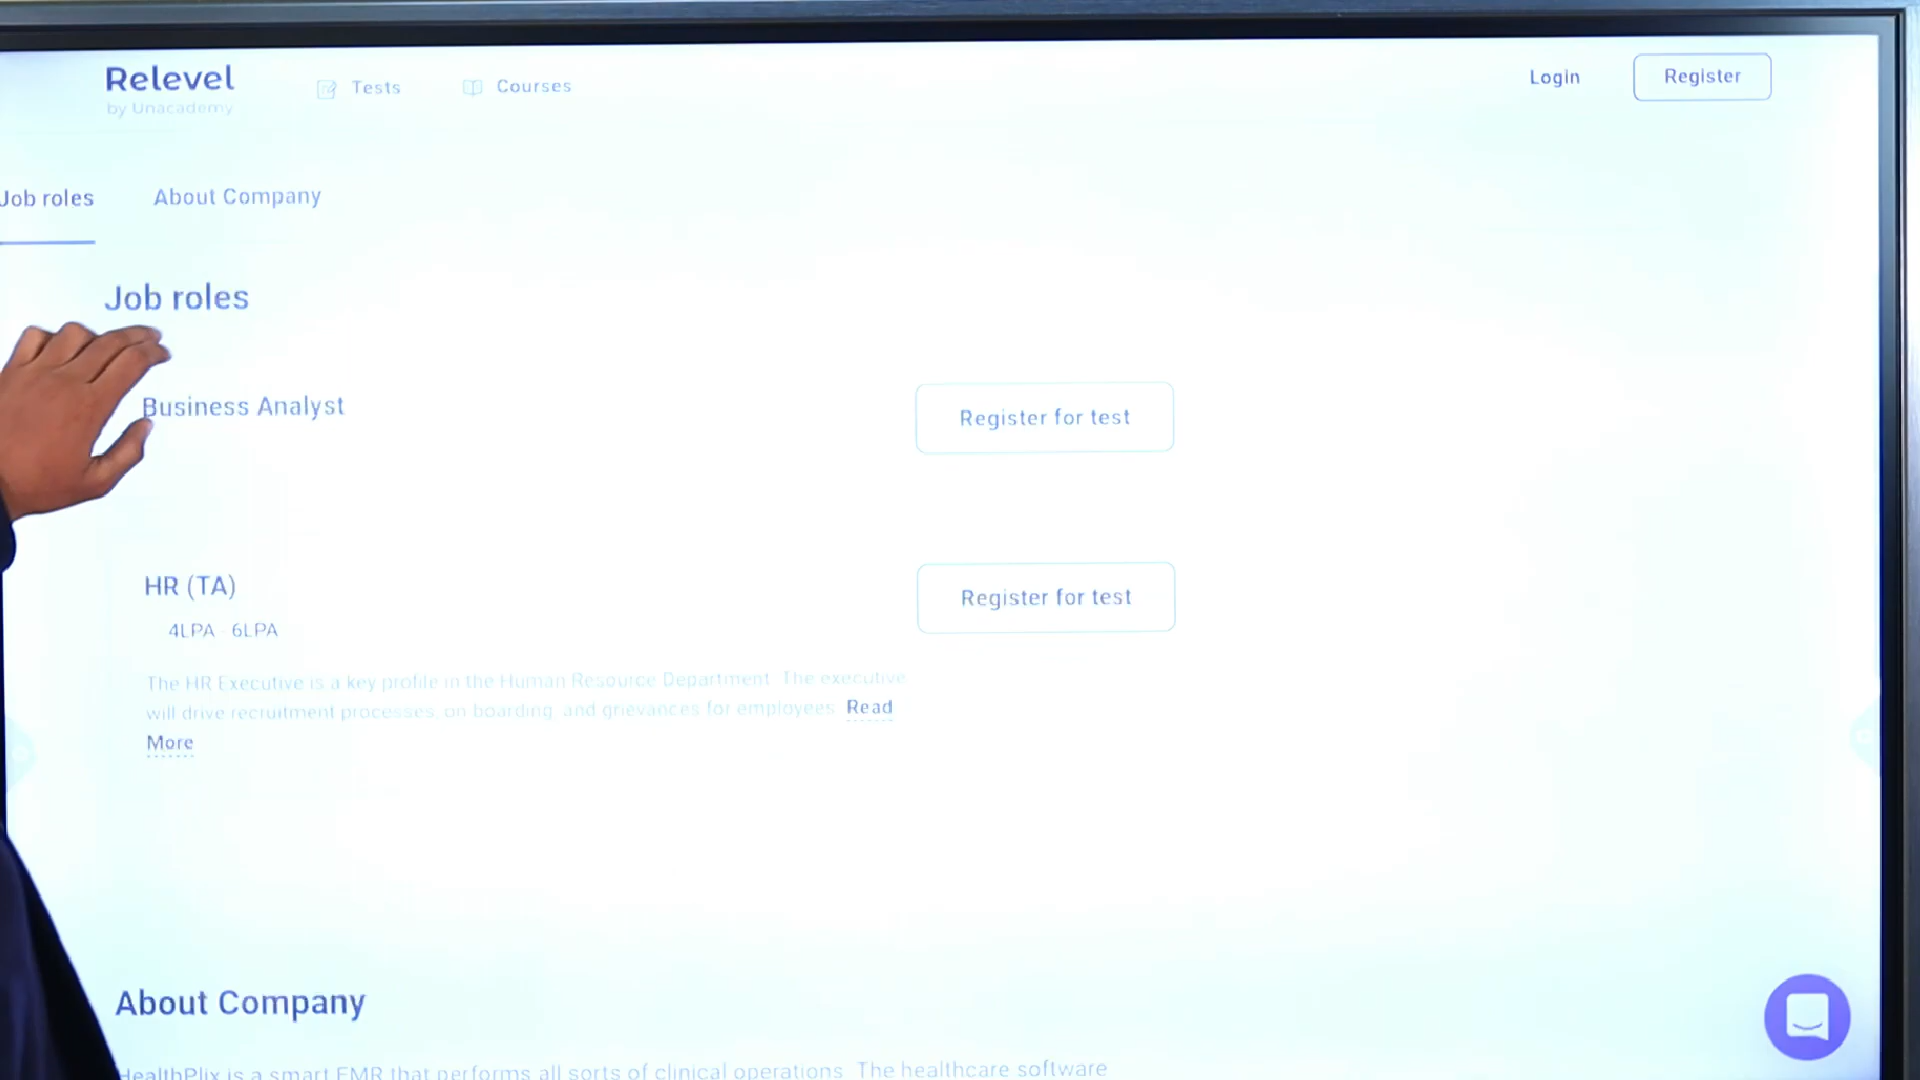 Relevel
by Unacademy
Tests
Courses
Login
Register
Job roles
About Company
Job roles
Business Analyst
Register for test
HR (TA)
Register for test
4LPA 6LPA
The HR Executive is a key profile in the Human Resource Department. The executive
will drive recruitment processes, on boarding, and grievances for employees. Read
More
About Company
HealthPlix is a smart EMR that performs all sorts of clinical operations. The healthcare software